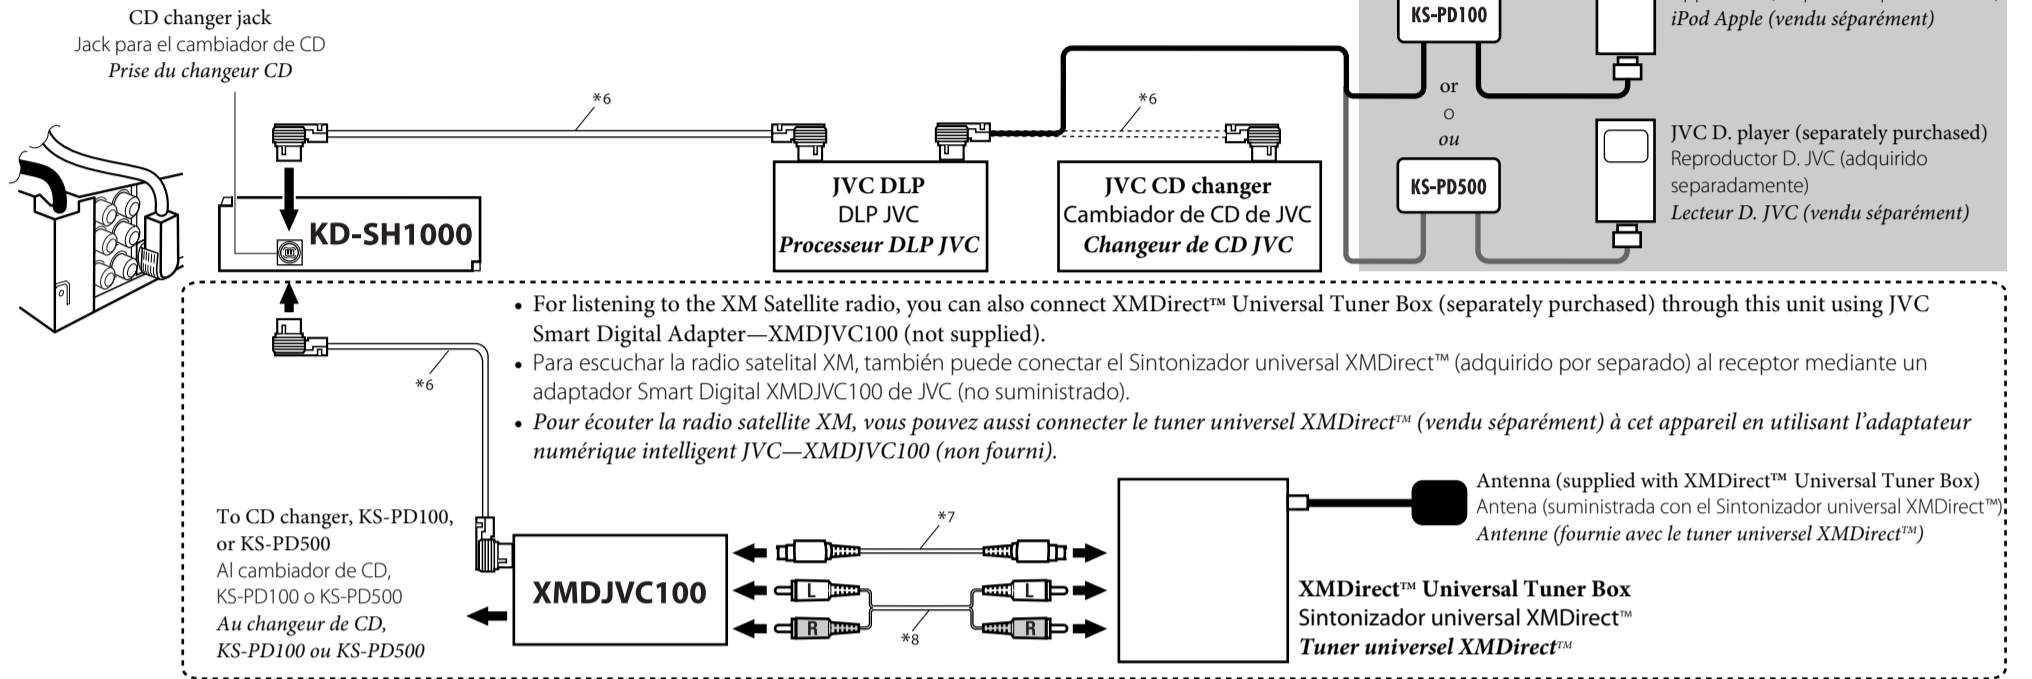 CD changer jack
Jack para el cambiador de CD
Prise du changeur CD
*6
*6
KD-SH1000
JVC DLP
DLP JVC
Processeur DLP JVC
JVC CD changer
Cambiador de CD de JVC
Changeur de CD JVC
KS-PD100
iPod Apple (vendu séparément)
or
o
ou
KS-PD500
JVC D. player (separately purchased)
Reproductor D. JVC (adquirido
separadamente)
Lecteur D. JVC (vendu séparément)
• For listening to the XM Satellite radio, you can also connect XMDirect™ Universal Tuner Box (separately purchased) through this unit using JVC
Smart Digital Adapter—XMDJVC100 (not supplied).
• Para escuchar la radio satelital XM, también puede conectar el Sintonizador universal XMDirect™ (adquirido por separado) al receptor mediante un
adaptador Smart Digital XMDJVC100 de JVC (no suministrado).
• Pour écouter la radio satellite XM, vous pouvez aussi connecter le tuner universel XMDirect™ (vendu séparément) à cet appareil en utilisant l'adaptateur
numérique intelligent JVC—XMDJVC100 (non fourni).
*6
To CD changer, KS-PD100,
or KS-PD500
Al cambiador de CD,
KS-PD100 o KS-PD500
Au changeur de CD,
KS-PD100 ou KS-PD500
XMDJVC100
*7
L
L
R
R
*8
Antenna (supplied with XMDirect™ Universal Tuner Box)
Antena (suministrada con el Sintonizador universal XMDirect™)
Antenne (fournie avec le tuner universel XMDirect™)
XMDirect™ Universal Tuner Box
Sintonizador universal XMDirect™
Tuner universel XMDirect™